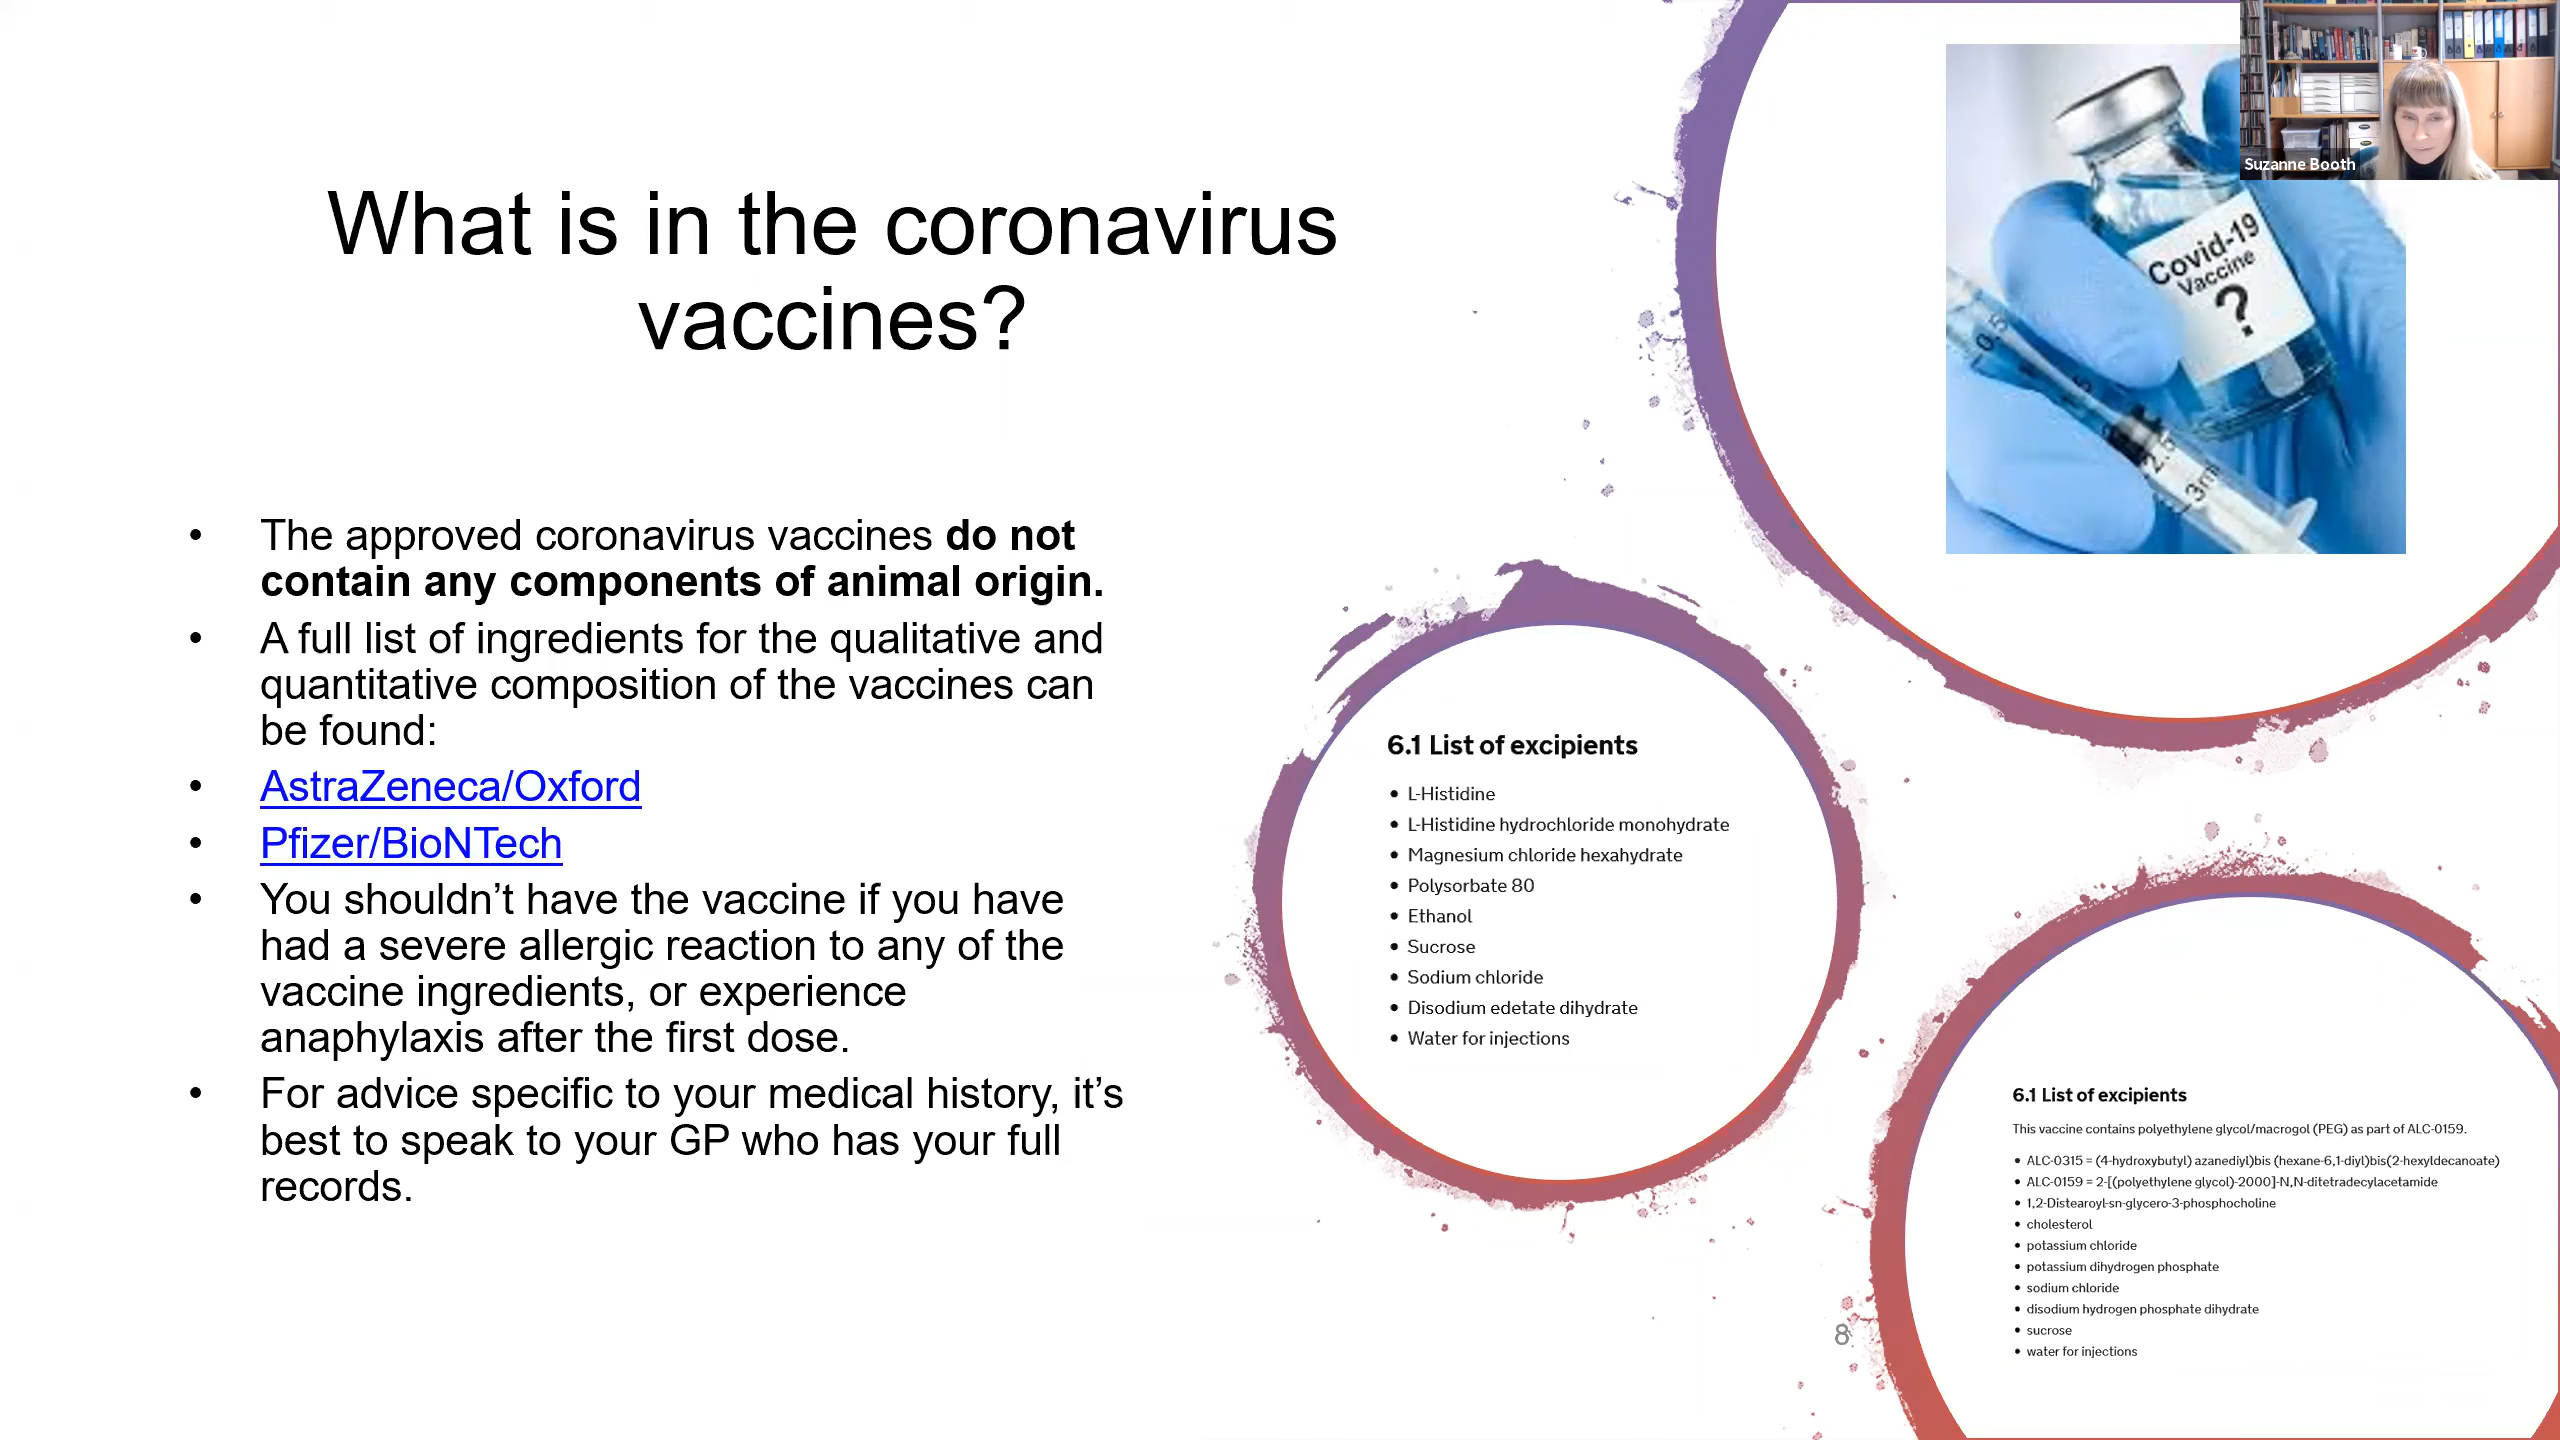 What is in the coronavirus
vaccines?
• The approved coronavirus vaccines do not
contain any components of animal origin.
• A full list of ingredients for the qualitative and
quantitative composition of the vaccines can
be found:
• AstraZeneca/Oxford
• Pfizer/BioNTech
• You shouldn’t have the vaccine if you have
had a severe allergic reaction to any of the
vaccine ingredients, or experience
anaphylaxis after the first dose.
• For advice specific to your medical history, it’s
best to speak to your GP who has your full
records.
Suzanne Booth
Covid-19
Vaccine
?
0.5
2.5
3m
6.1 List of excipients
• L-Histidine
• L-Histidine hydrochloride monohydrate
• Magnesium chloride hexahydrate
• Polysorbate 80
• Ethanol
• Sucrose
• Sodium chloride
• Disodium edetate dihydrate
• Water for injections
6.1 List of excipients
This vaccine contains polyethylene glycol/macrogol (PEG) as part of ALC-0159.
• ALC-0315 = (4-hydroxybutyl) azanediyl)bis (hexane-6,1-diyl)bis(2-hexyldecanoate)
• ALC-0159 = 2-[(polyethylene glycol)-2000]-N,N-ditetradecylacetamide
• 1,2-Distearoyl-sn-glycero-3-phosphocholine
• cholesterol
• potassium chloride
• potassium dihydrogen phosphate
• sodium chloride
• disodium hydrogen phosphate dihydrate
• sucrose
• water for injections
8